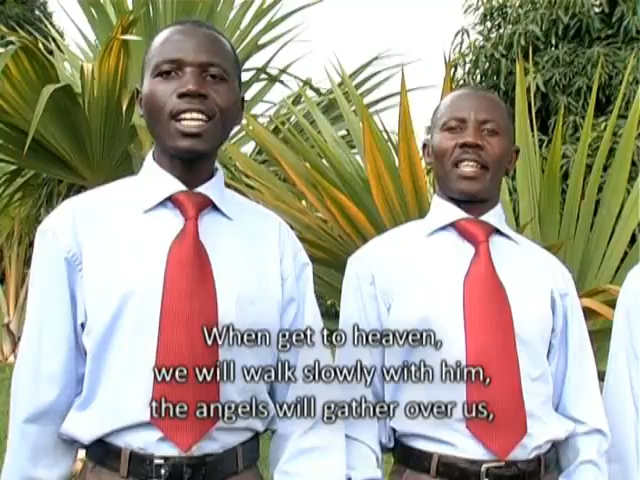 When get to heaven,
we will walk slowly with him,
the angels will gather over us,